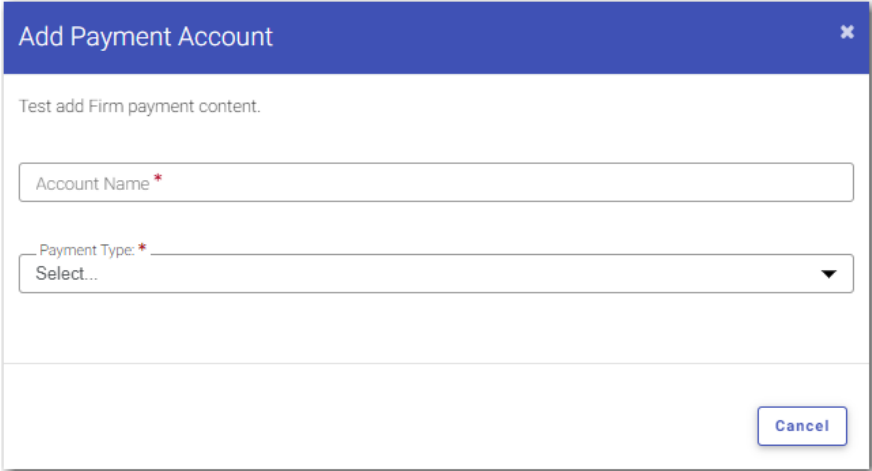 Add Payment Account
Test add Firm payment content.
Account Name *
Payment Type: *
Select...
Cancel